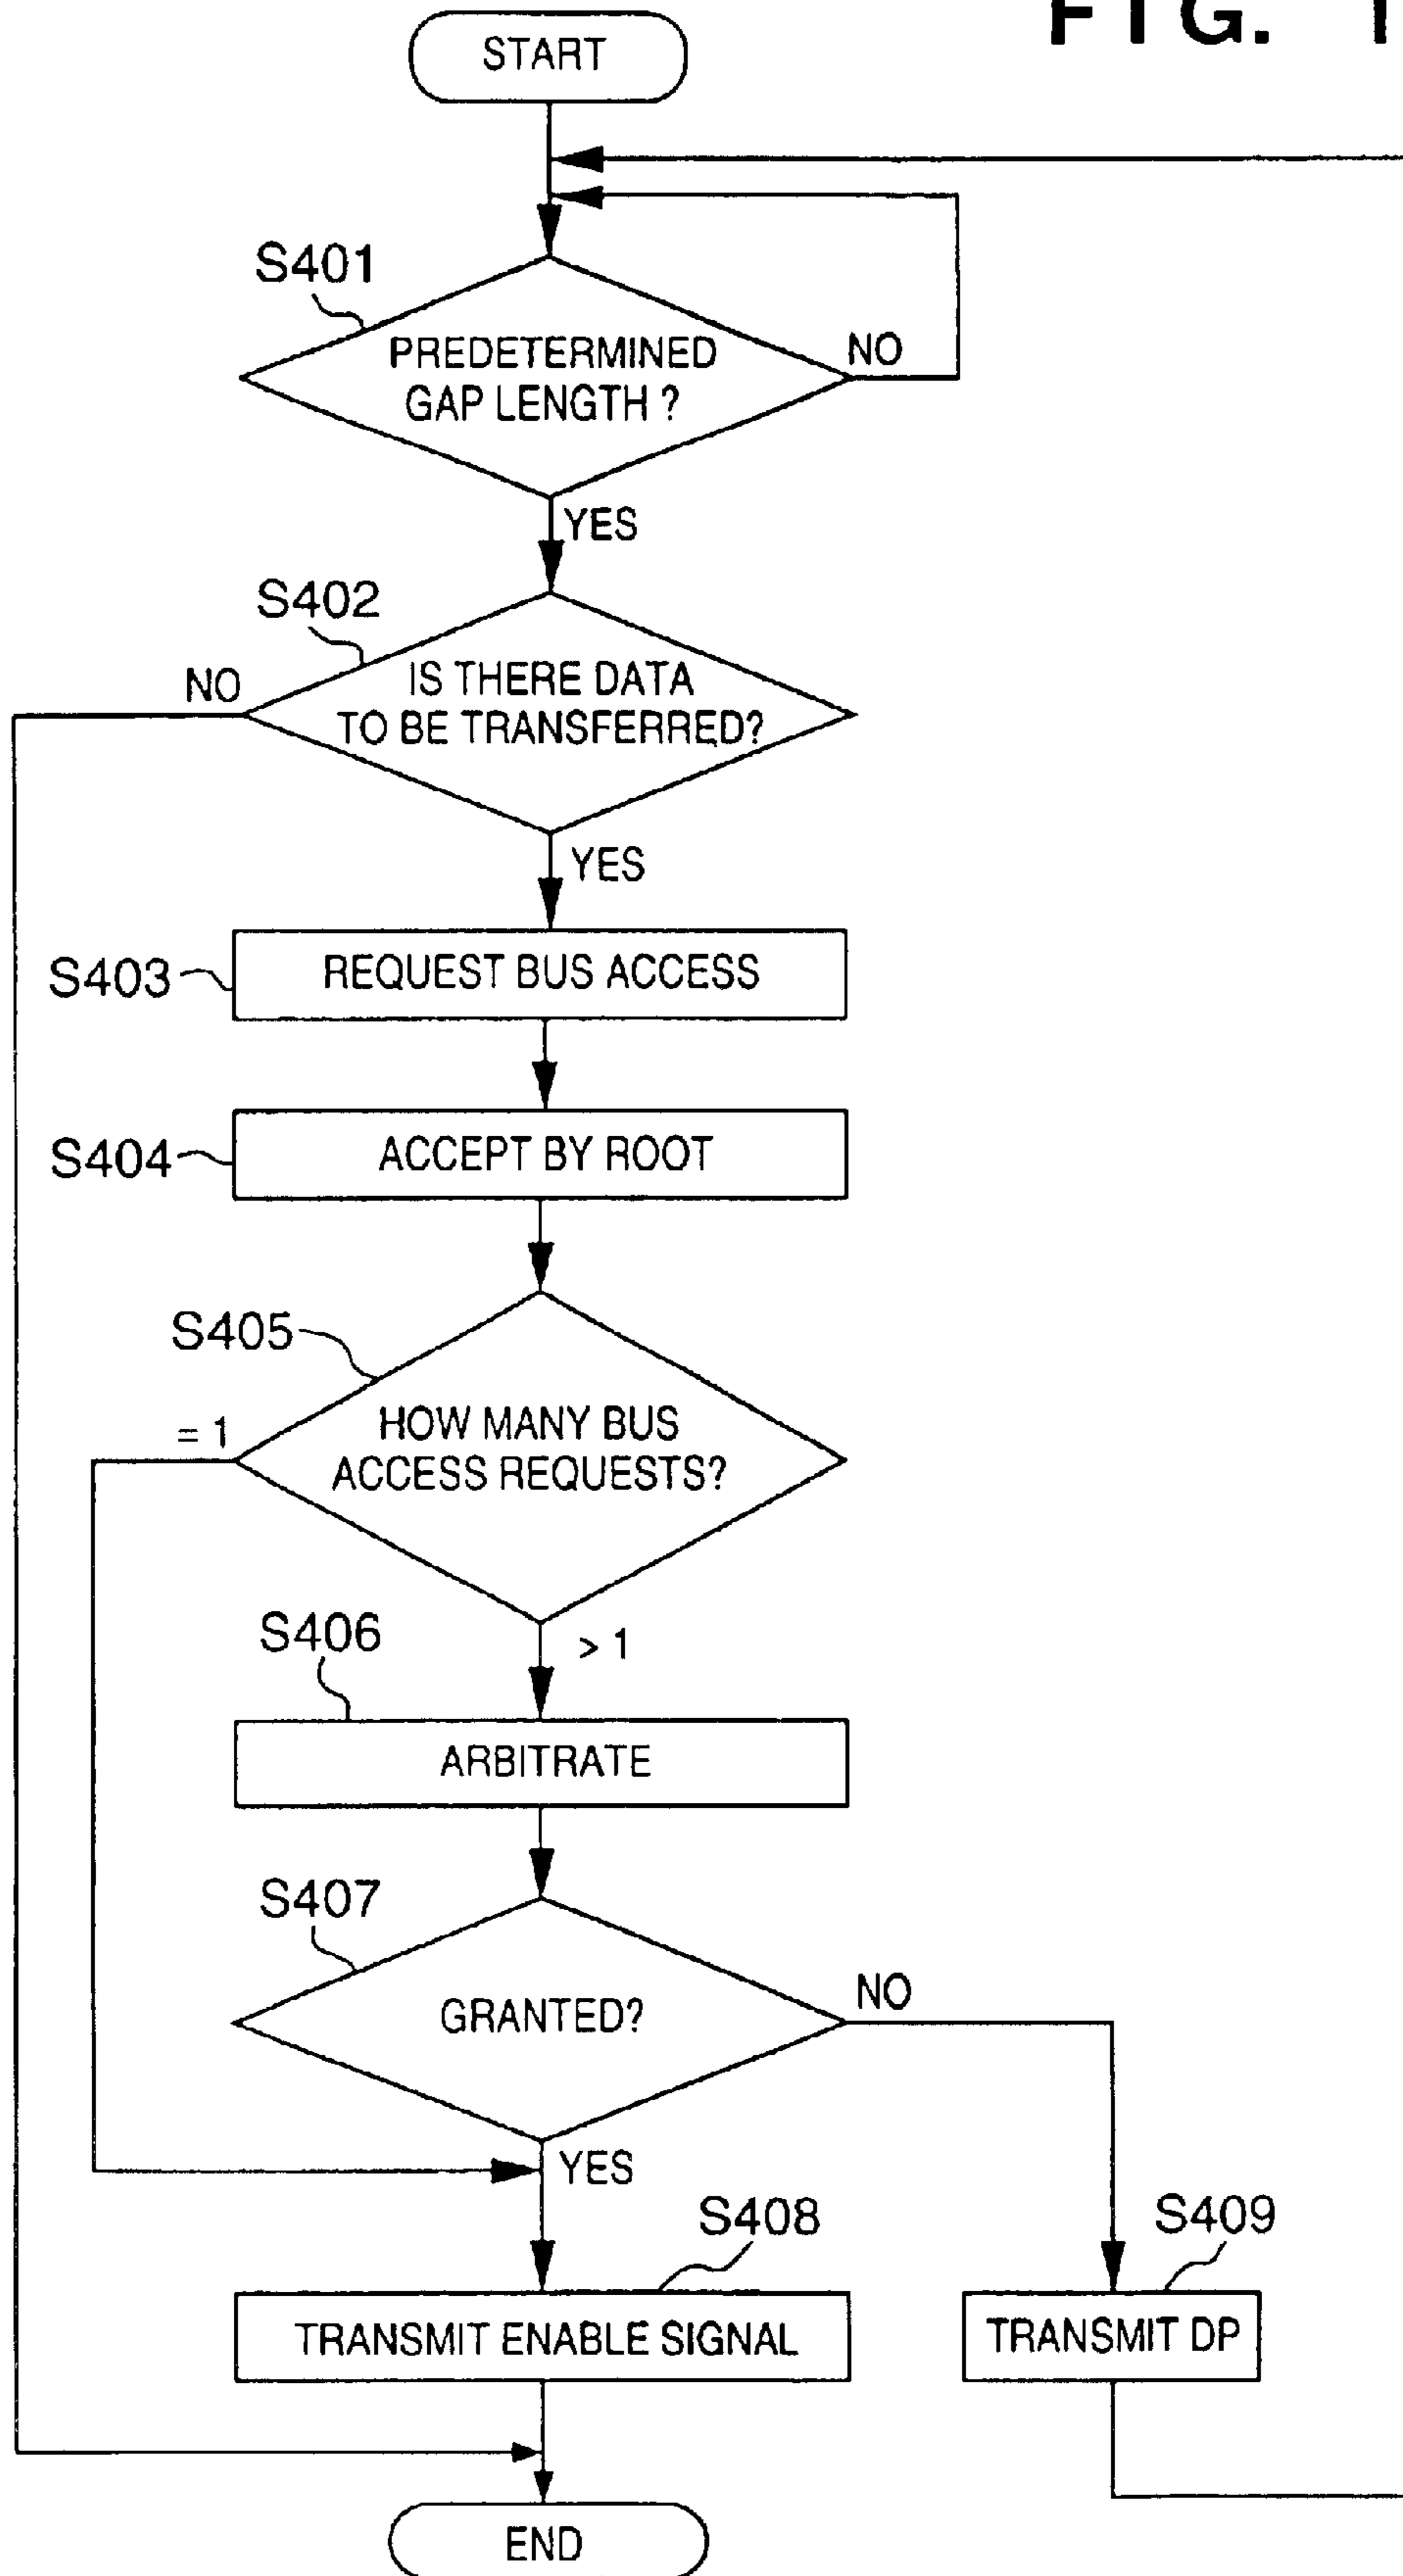 FIG. 1
START
S401
PREDETERMINED
GAP LENGTH ?
NO
YES
S402
IS THERE DATA
TO BE TRANSFERRED?
NO
YES
S403
REQUEST BUS ACCESS
S404
ACCEPT BY ROOT
S405
HOW MANY BUS
ACCESS REQUESTS?
= 1
> 1
S406
ARBITRATE
S407
GRANTED?
NO
YES
S408
TRANSMIT ENABLE SIGNAL
S409
TRANSMIT DP
END